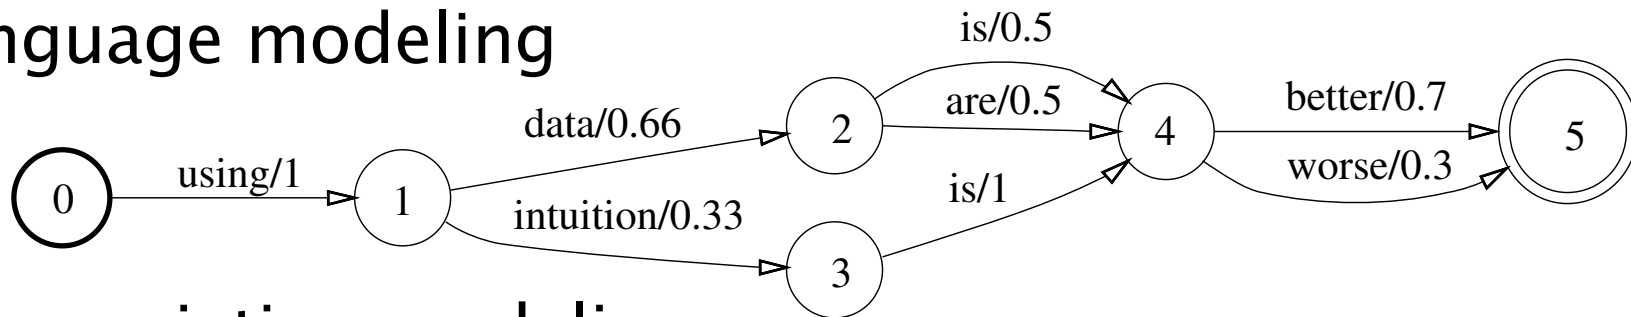 nguage modeling
is/0.5
are/0.5
better/0.7
data/0.66
2
4
5
worse/0.3
using/1
0
1
is/1
intuition/0.33
3